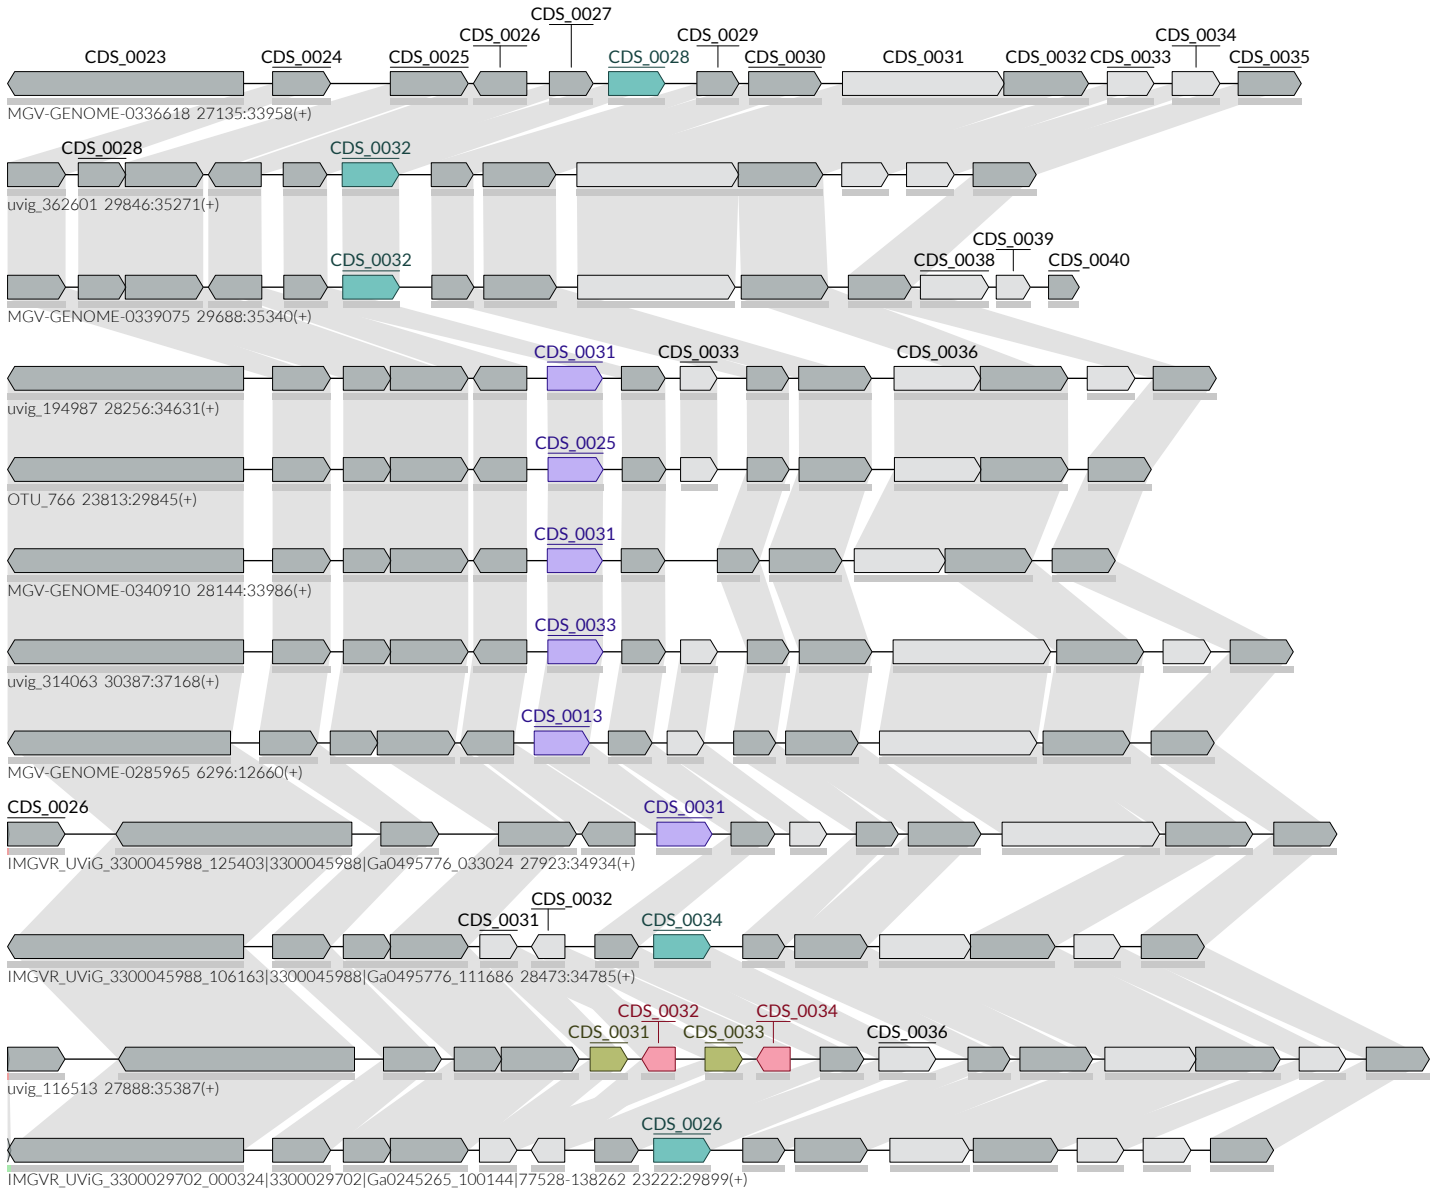 CDS_0027
CDS_0026 CDS_0029 CDS_0034
CDS_0023 CDS_0024 CDS_0025 CDS_0028 CDS_0030 CDS_0031 CDS_0032 CDS_0033 CDS_0035
MGV-GENOME-0336618 27135:33958(+)
CDS_0028 CDS_0032
uvig_362601 29846:35271(+)
CDS_0039
CDS_0032 CDS_0038 CDS_0040
MGV-GENOME-0339075 29688:35340(+)
CDS_0031 CDS_0033 CDS_0036
uvig_194987 28256:34631(+)
CDS_0025
OTU_766 23813:29845(+)
CDS_0031
MGV-GENOME-0340910 28144:33986(+)
CDS_0033
uvig_314063 30387:37168(+)
CDS_0013
MGV-GENOME-0285965 6296:12660(+)
CDS_0026 CDS_0031
IMGVR_UViG_3300045988_125403|3300045988|Ga0495776_033024 27923:34934(+)
CDS_0032
CDS_0031 CDS_0034
IMGVR_UViG_3300045988_106163|3300045988|Ga0495776_111686 28473:34785(+)
CDS_0032 CDS_0034
CDS_0031 CDS_0033 CDS_0036
uvig_116513 27888:35387(+)
CDS_0026
IMGVR_UViG_3300029702_000324|3300029702|Ga0245265_100144|77528-138262 23222:29899(+)